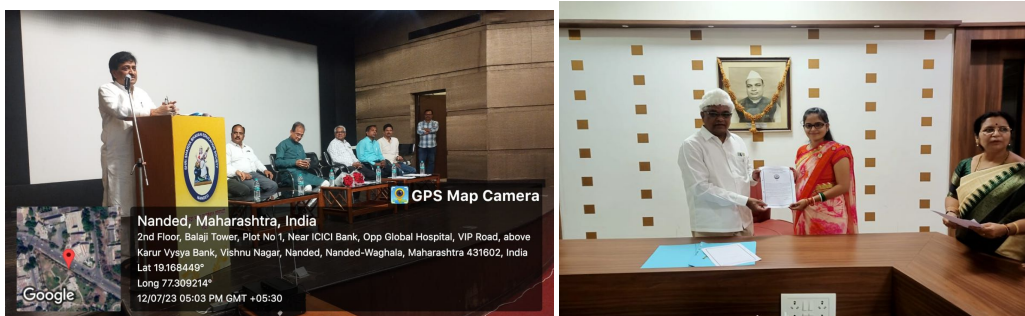 GPS Map Camera
Nanded, Maharashtra, India
2nd Floor, Balaji Tower, Plot No 1, Near ICICI Bank, Opp Global Hospital, VIP Road, above
Karur Vysya Bank, Vishnu Nagar, Nanded, Nanded-Waghala, Maharashtra 431602, India
Lat 19.168449°
Long 77.309214°
12/07/23 05:03 PM GMT +05:30
Google